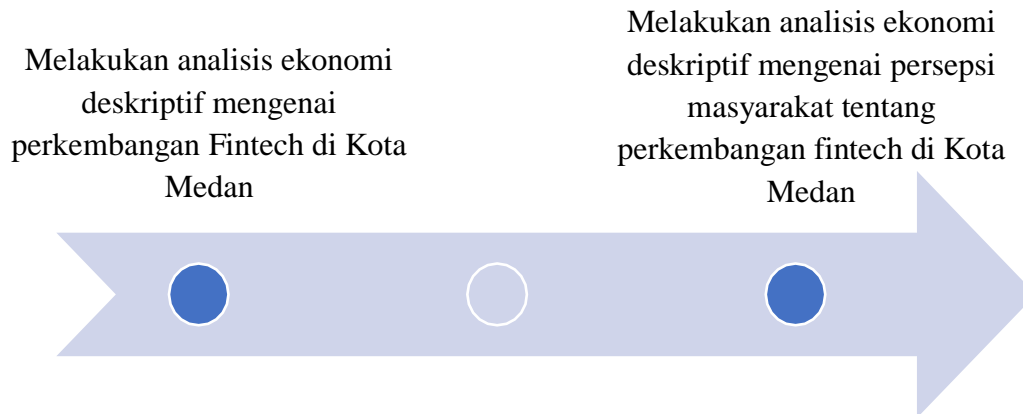 Melakukan analisis ekonomi
deskriptif mengenai
perkembangan Fintech di Kota
Medan
Melakukan analisis ekonomi
deskriptif mengenai persepsi
masyarakat tentang
perkembangan fintech di Kota
Medan